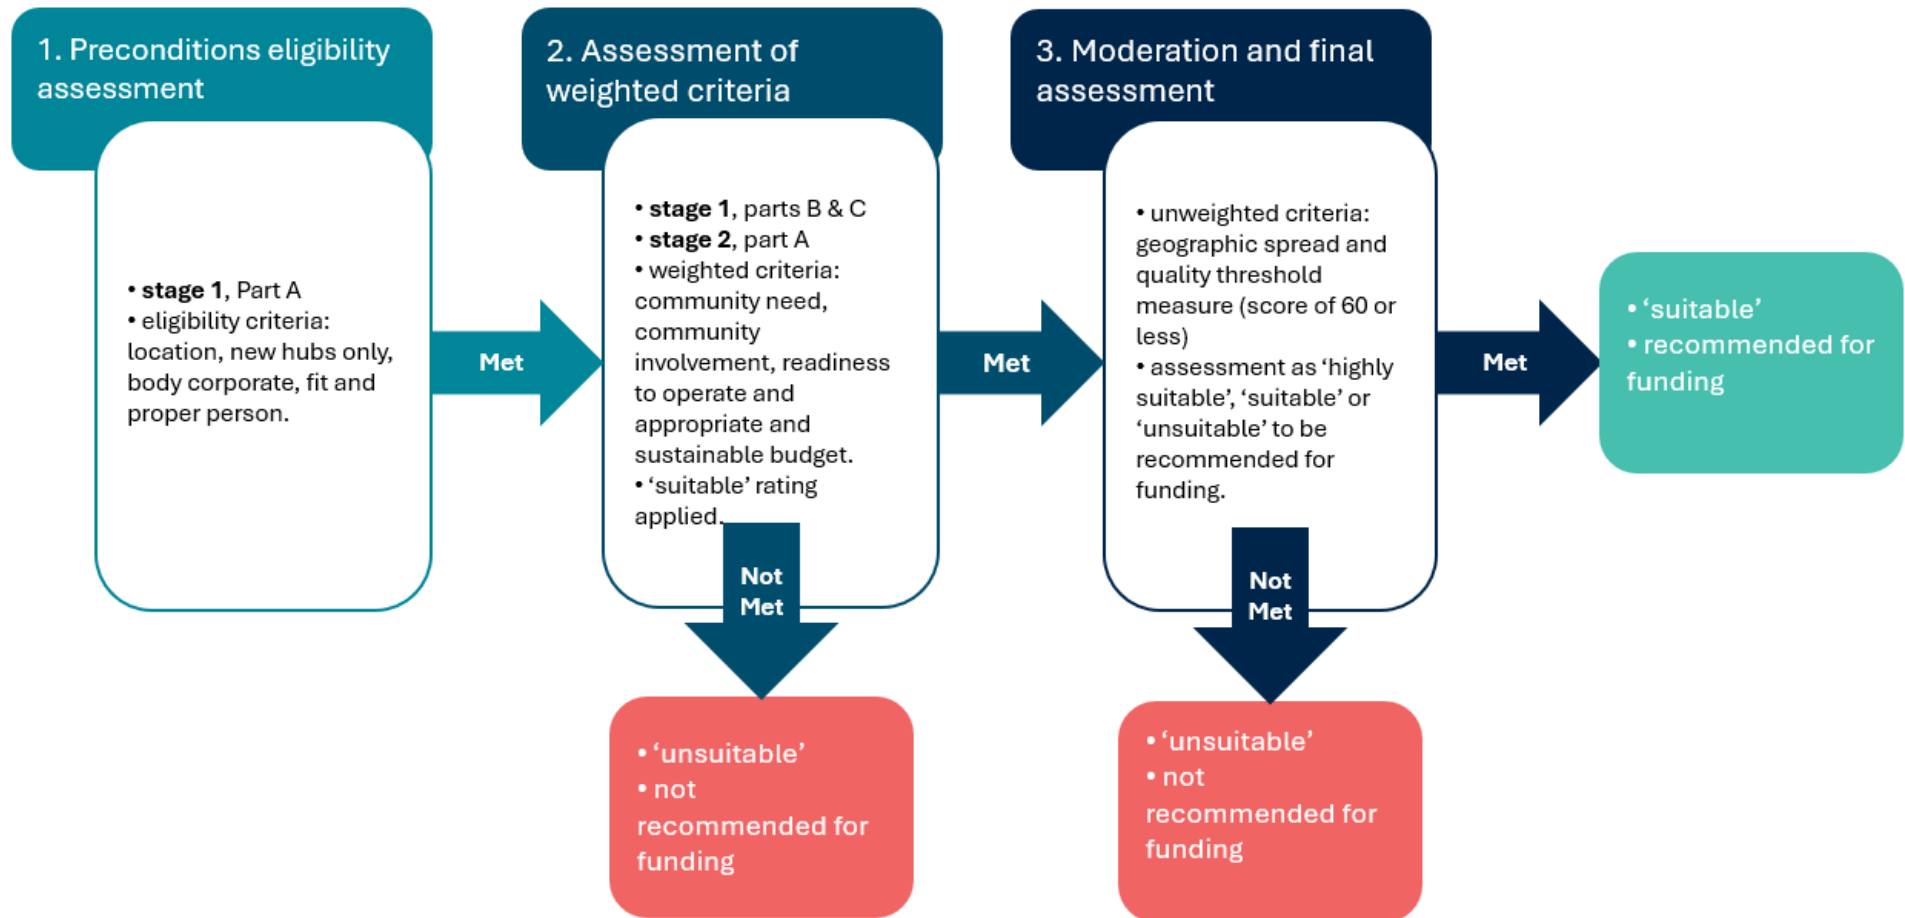 1. Preconditions eligibility
assessment
• stage 1, Part A
• eligibility criteria:
location, new hubs only,
body corporate, fit and
proper person.
Met
2. Assessment of
weighted criteria
• stage 1, parts B & C
• stage 2, part A
• weighted criteria:
community need,
community
involvement, readiness
to operate and
appropriate and
sustainable budget.
• ‘suitable’ rating
applied.
Not
Met
• ‘unsuitable’
• not
recommended for
funding
Met
3. Moderation and final
assessment
• unweighted criteria:
geographic spread and
quality threshold
measure (score of 60 or
less)
• assessment as ‘highly
suitable’, ‘suitable’ or
‘unsuitable’ to be
recommended for
funding.
Not
Met
• ‘unsuitable’
• not
recommended for
funding
Met
• ‘suitable’
• recommended for
funding